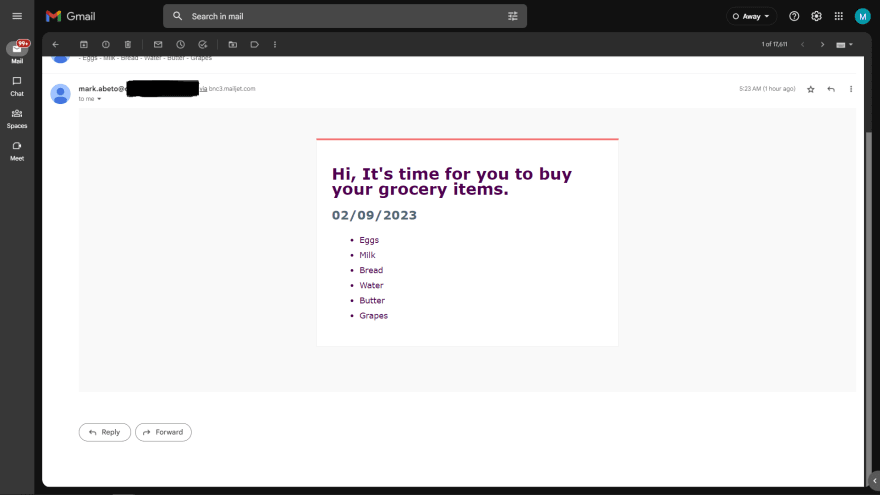 Gmail
Search in mail
Away
M
99+
Mail
Chat
Spaces
Meet
1 of 17,611
- Eggs - Milk - Bread - Water - Butter - Grapes
mark.abeto@ via bnc3.mailjet.com
5:23 AM (1 hour ago)
to me
Hi, It's time for you to buy
your grocery items.
02/09/2023
• Eggs
• Milk
• Bread
• Water
• Butter
• Grapes
Reply
Forward